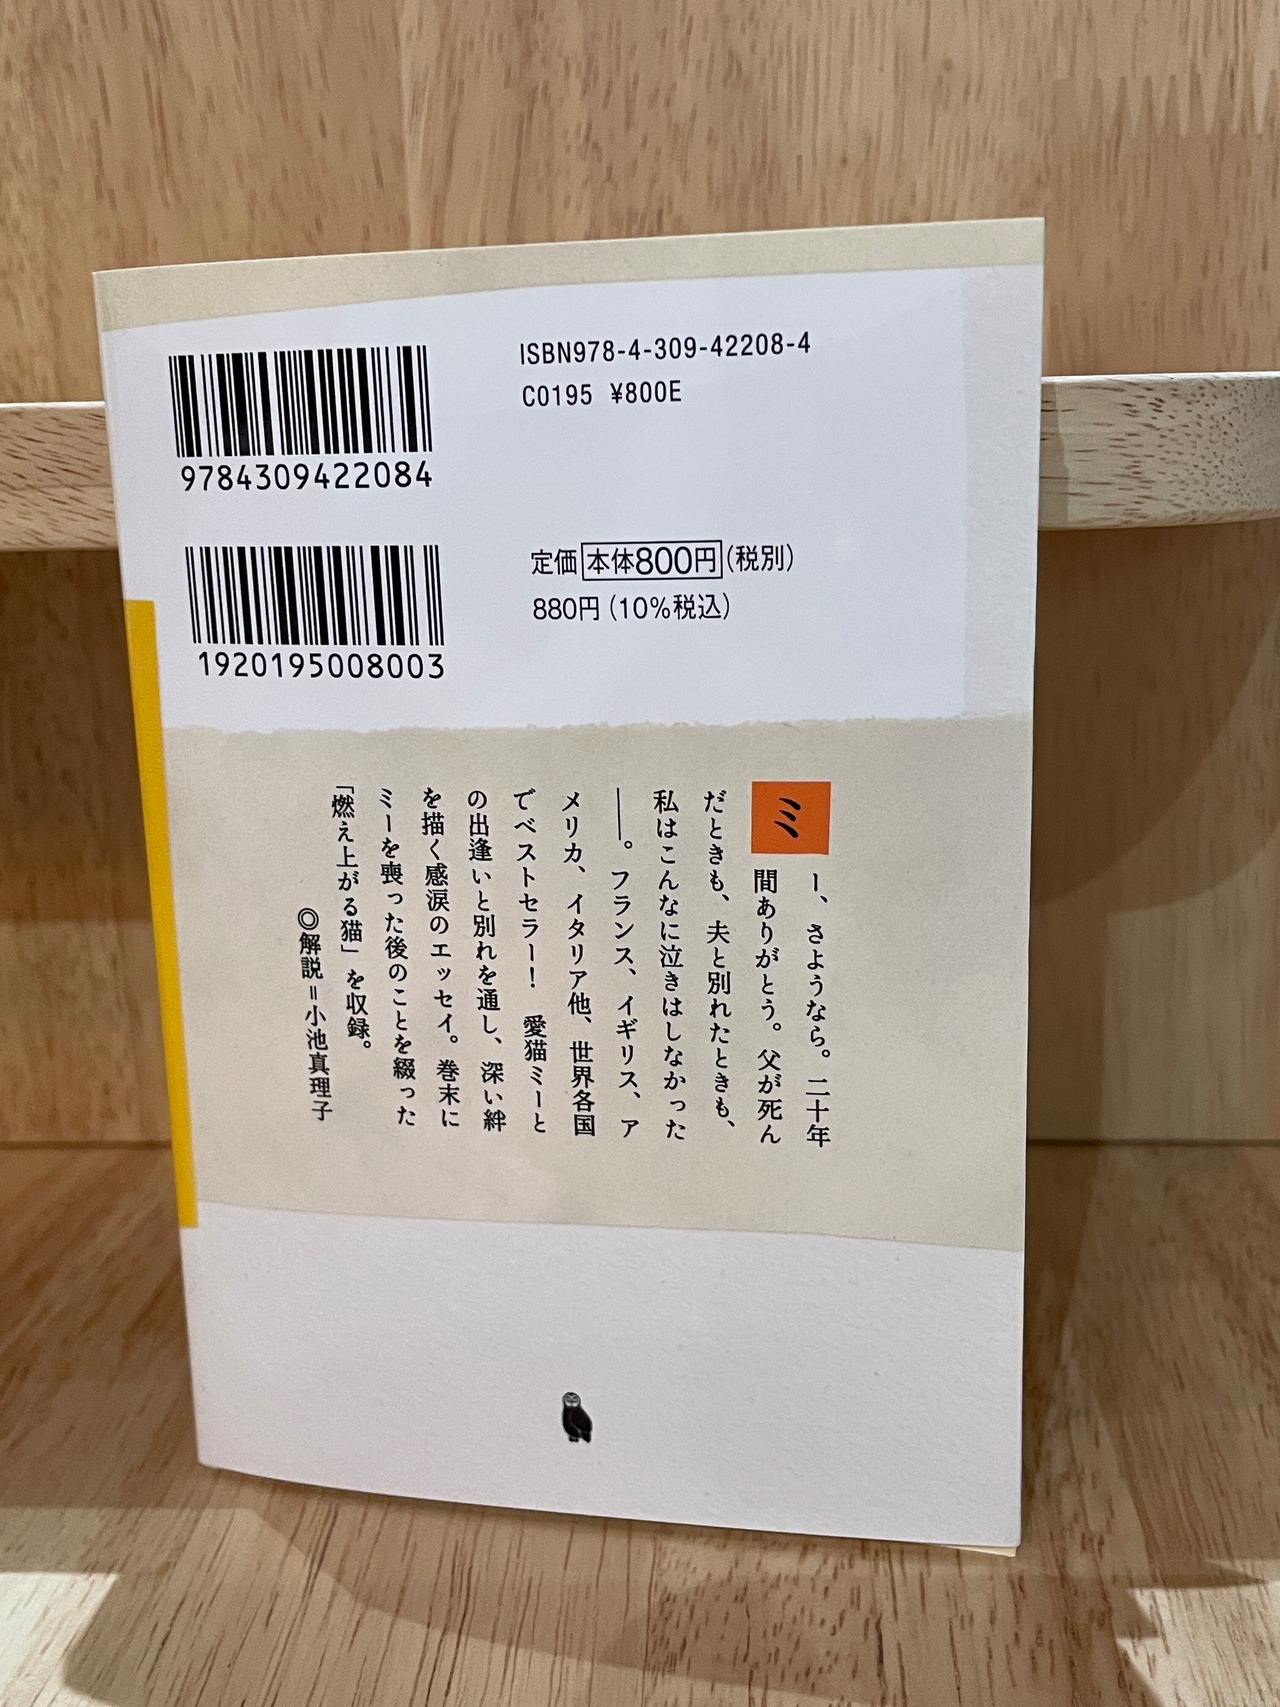 ISBN978-4-309-42208-4
C0195 ¥800E
9784309422084
定価本体800円(税別)
880円(10%税込)
1920195008003
ミー、さようなら。二十年
間ありがとう。父が死ん
だときも、夫と別れたときも、
私はこんなに泣きはしなかった
――。フランス、イギリス、ア
メリカ、イタリア他、世界各国
でベストセラー! 愛猫ミーと
の出逢いと別れを通し、深い絆
を描く感涙のエッセイ。巻末に
ミーを喪った後のことを綴った
「燃え上がる猫」を収録。
◎解説=小池真理子